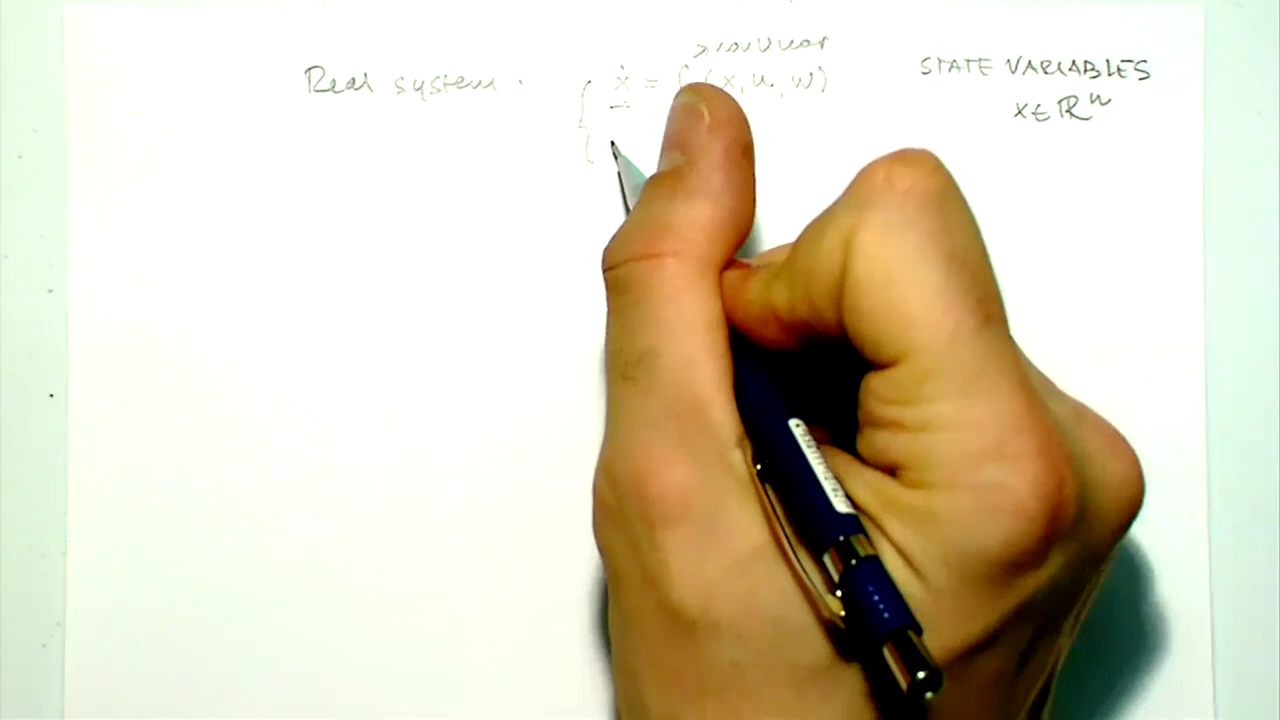 nonlinear
Real system : ẋ = f(x, u, w)
STATE VARIABLES
x ∈ ℝⁿ